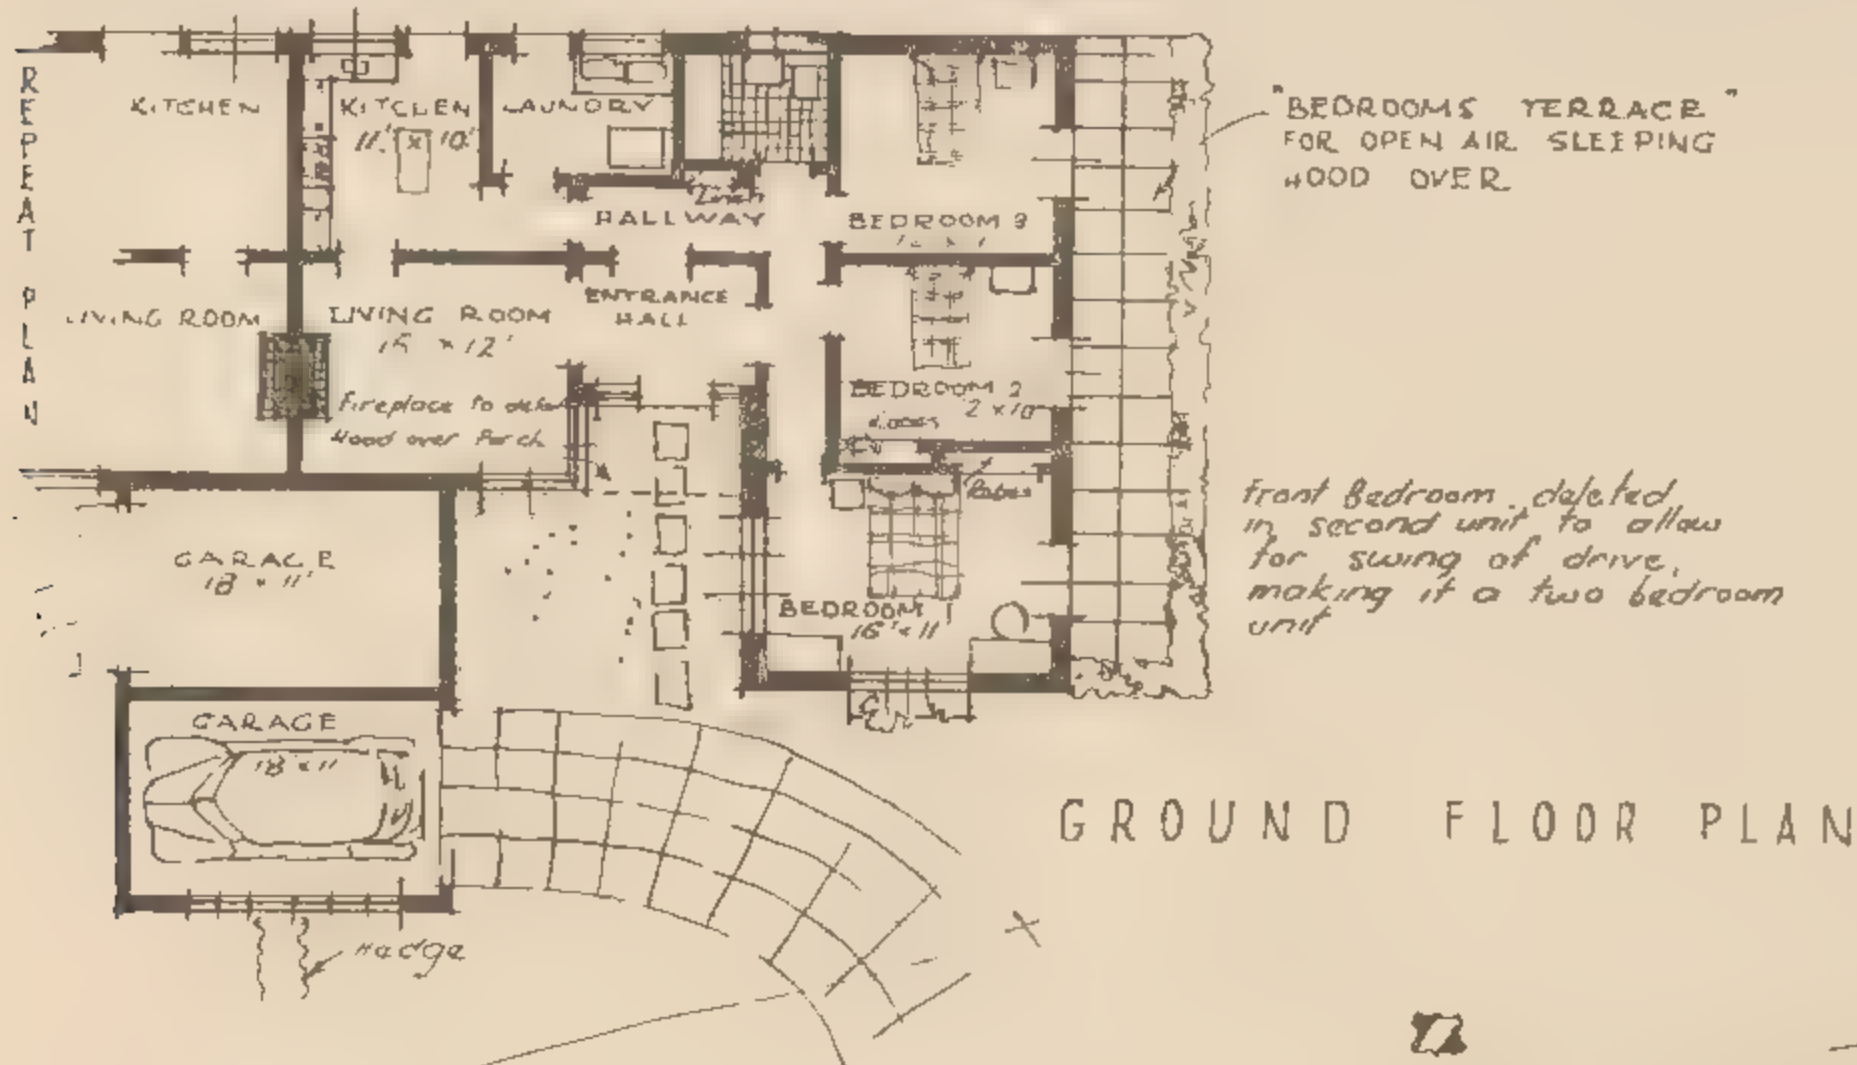 REPEAT PLAN
KITCHEN
KITCHEN
11' x 10'
LAUNDRY
Linen
HALLWAY
BEDROOM 3
"BEDROOMS TERRACE"
FOR OPEN AIR SLEEPING
HOOD OVER
LIVING ROOM
LIVING ROOM
15' x 12'
ENTRANCE
HALL
Fireplace to
Hood over Porch
BEDROOM 2
Robes
Robes
BEDROOM
16' x 11'
Front Bedroom deleted
in second unit to allow
for swing of drive,
making it a two bedroom
unit
GARAGE
18' x 11'
GARAGE
18' x 11'
Hedge
GROUND FLOOR PLAN